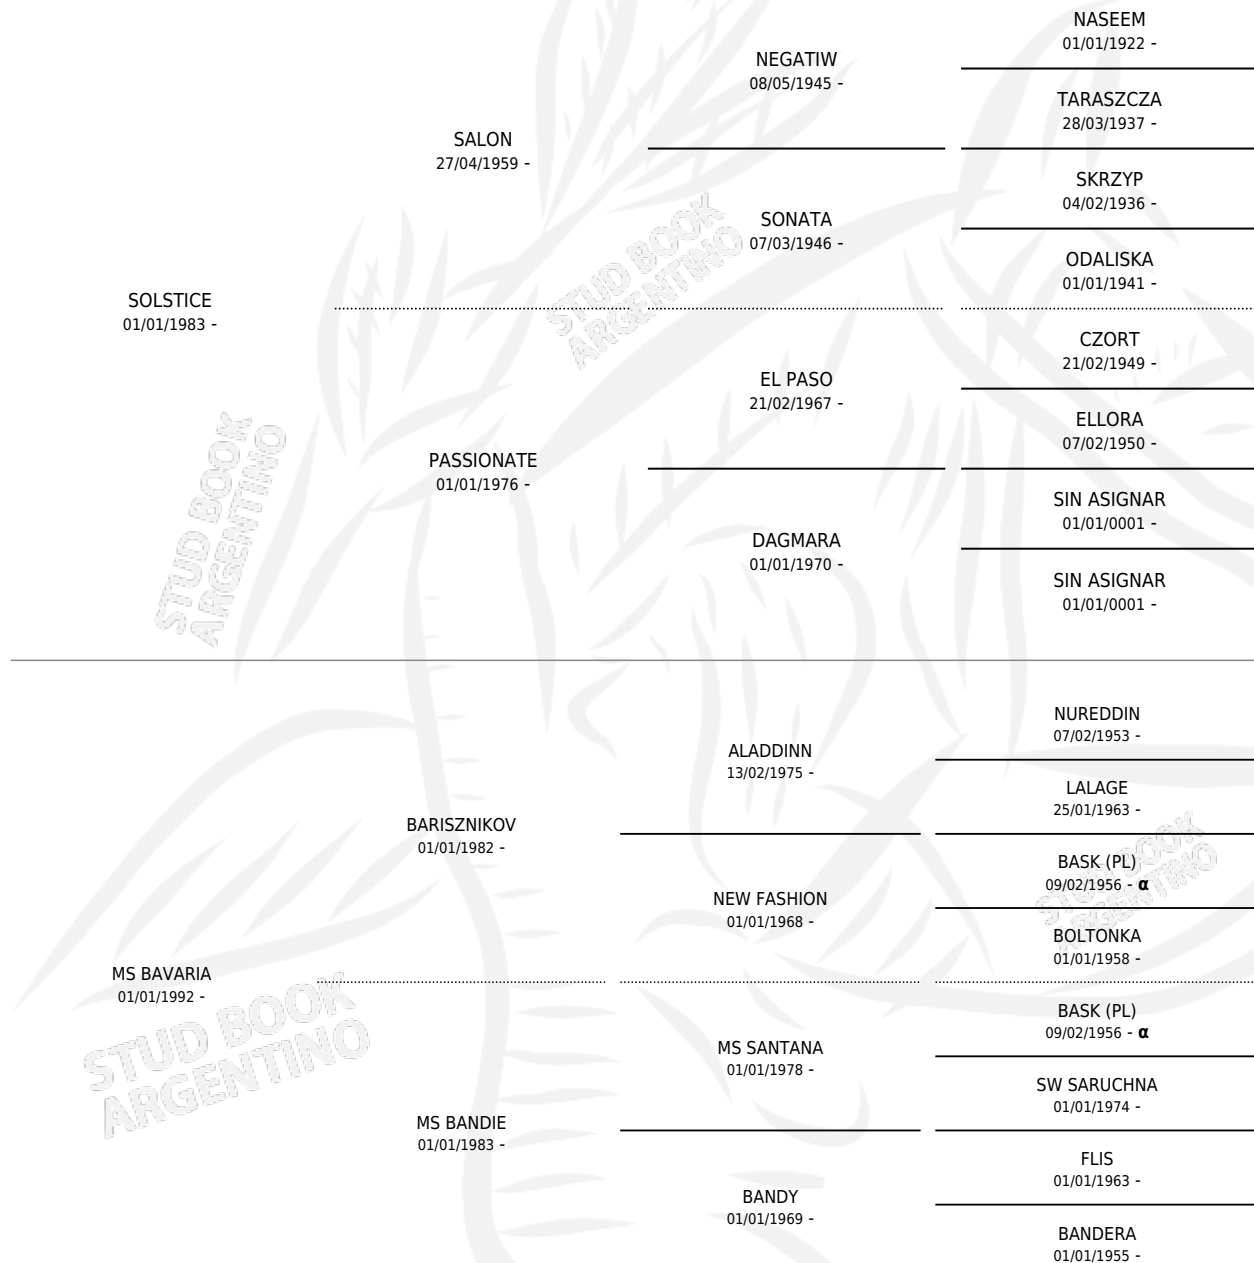 NASEEM
01/01/1922 -
NEGATIW
08/05/1945 -
TARASZCZA
28/03/1937 -
SALON
27/04/1959 -
SKRZYP
04/02/1936 -
SONATA
07/03/1946 -
ODALISKA
01/01/1941 -
SOLSTICE
01/01/1983 -
CZORT
21/02/1949 -
EL PASO
21/02/1967 -
ELLORA
07/02/1950 -
PASSIONATE
01/01/1976 -
SIN ASIGNAR
01/01/0001 -
DAGMARA
01/01/1970 -
SIN ASIGNAR
01/01/0001 -
STUD BOOK
ARGENTINO
STUD BOOK
ARGENTINO
NUREDDIN
07/02/1953 -
ALADDINN
13/02/1975 -
LALAGE
25/01/1963 -
BARISZNIKOV
01/01/1982 -
BASK (PL)
09/02/1956 - α
NEW FASHION
01/01/1968 -
BOLTONKA
01/01/1958 -
MS BAVARIA
01/01/1992 -
BASK (PL)
09/02/1956 - α
MS SANTANA
01/01/1978 -
SW SARUCHNA
01/01/1974 -
MS BANDIE
01/01/1983 -
FLIS
01/01/1963 -
BANDY
01/01/1969 -
BANDERA
01/01/1955 -
STUD BOOK
ARGENTINO
STUD BOOK
ARGENTINO